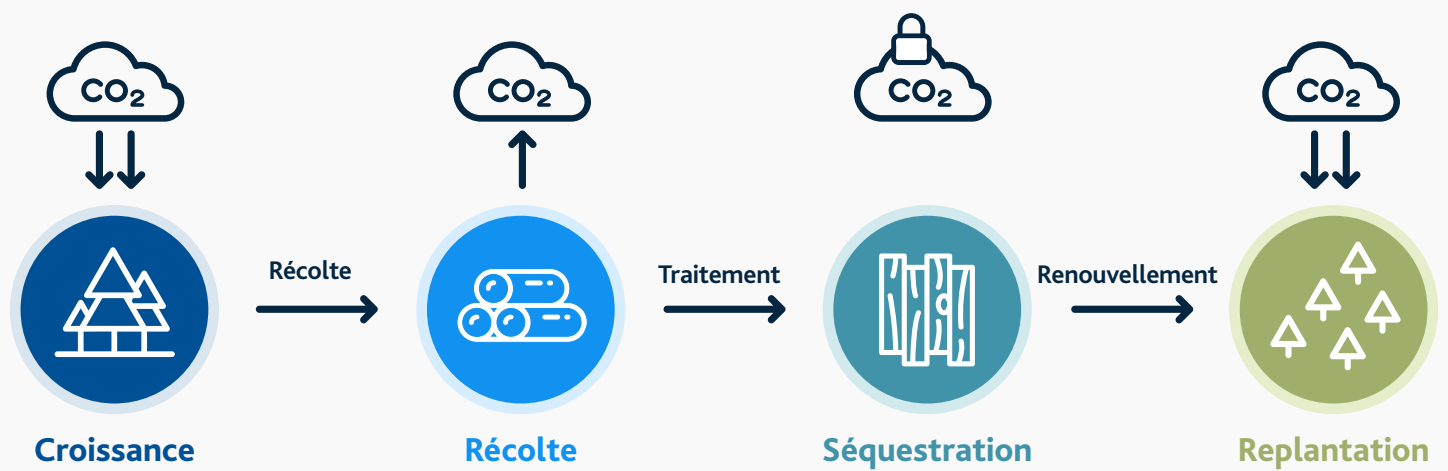 CO₂
CO₂
CO₂
CO₂
Récolte
Traitement
Renouvellement
Croissance
Récolte
Séquestration
Replantation